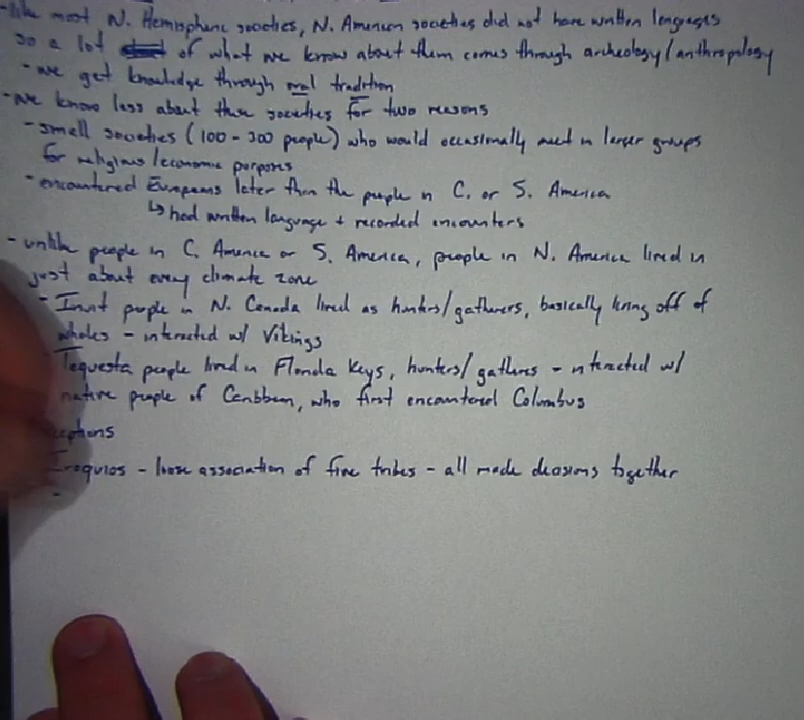 -like most N. Hemisphere societies, N. American societies did not have written languages
so a lot of what we know about them comes through archeology/anthropology
- we get knowledge through oral tradition
- we know less about these societies for two reasons
- small societies (100-300 people) who would occasionally meet in larger groups
for religious/economic purposes
- encountered Europeans later than the people in C. or S. America
↳ had written language + recorded encounters
- unlike people in C. America or S. America, people in N. America lived in
just about every climate zone
- Inuit people in N. Canada lived as hunters/gatherers, basically living off of
whales - interacted w/ Vikings
Tequesta people lived in Florida Keys, hunters/gathers - interacted w/
native people of Caribbean, who first encountered Columbus
ceptions
Iroquios - loose association of five tribes - all made decisions together